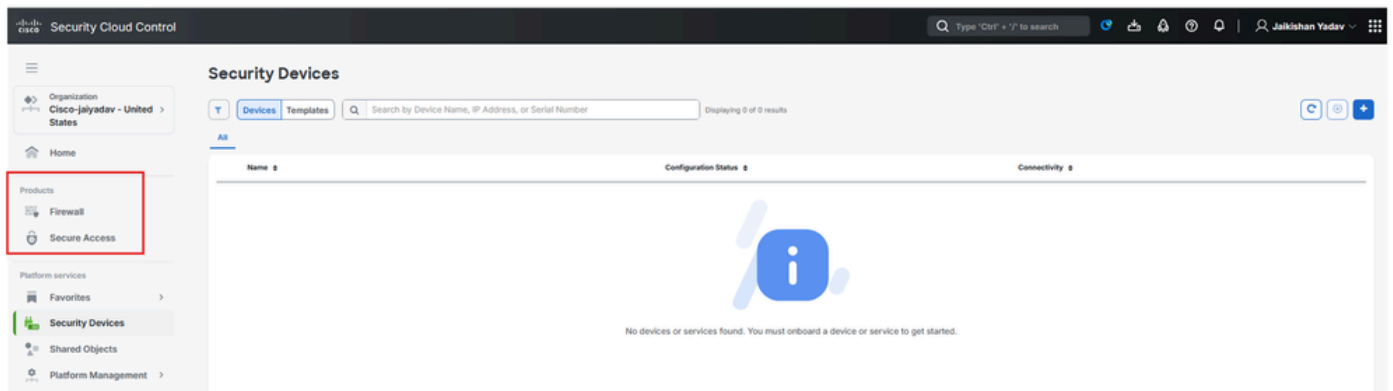 cisco Security Cloud Control
Type 'Ctrl' + '/' to search
Jaikishan Yadav
Organization
Cisco-jaiyadav - United
States
Home
Products
Firewall
Secure Access
Platform services
Favorites
Security Devices
Shared Objects
Platform Management
Security Devices
Devices Templates
Search by Device Name, IP Address, or Serial Number
Displaying 0 of 0 results
All
Name Configuration Status Connectivity
No devices or services found. You must onboard a device or service to get started.